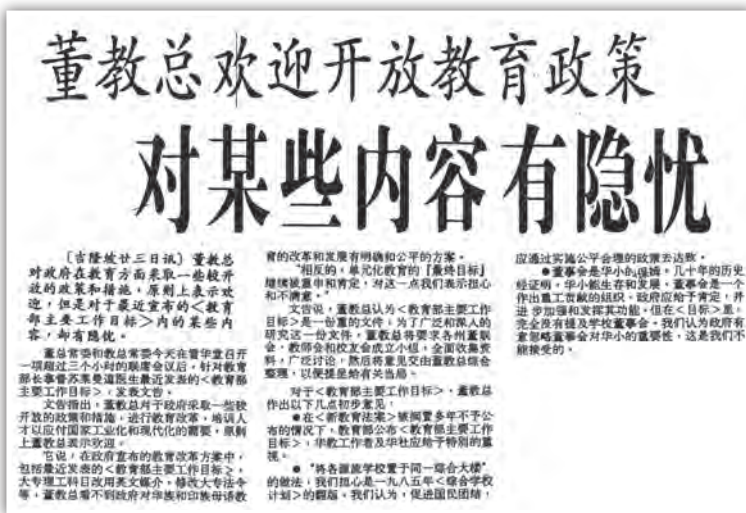 董教总欢迎开放教育政策
对某些内容有隐忧
〔吉隆坡廿三日讯〕董教总
对政府在教育方面采取一些较开
放的政策和措施，原则上表示欢
迎，但是对于最近宣布的<教育
部主要工作目标>内的某些内
容，却有隐忧。
董总常委和教总常委今天在雪华堂召开
一项超过三个小时的联席会议后，针对教育
部长拿督苏莱曼道医生最近发表的<教育部
主要工作目标>，发表文告。
文告指出，董教总对于政府采取一些较
开放的政策和措施，进行教育改革，培训人
才以应付国家工业化和现代化的需要，原则
上董教总表示欢迎。
它说，在政府宣布的教育改革方案中，
包括最近发表的<教育部主要工作目标>，
大专理工科目改用英文媒介，修改大专法令
等，董教总看不到政府对华族和印族母语教
育的改革和发展有明确和公平的方案。
“相反的，单元化教育的『最终目标』
继续被重申和肯定，对这一点我们表示担心
和不满意。”
文告说，董教总认为<教育部主要工作
目标>是一份重的文件，为了广泛和深入的
研究这一份文件，董教总将要求各州董联
会、教师会和校友会成立小组，全面收集资
料，广泛讨论，然后将意见交由董教总综合
整理，以便提呈给有关当局。
对于<教育部主要工作目标>，董教总
作出以下几点初步意见：
●在<新教育法案>被搁置多年不予公
布的情况下，教育部公布<教育部主要工作
目标>，华教工作者及华社应给予特别的重
视。
●“将各源流学校置于同一综合大楼”
的做法，我们担心是一九八五年<综合学校
计划>的翻版。我们认为，促进国民团结，
应通过实施公平合理的政策去达致。
●董事会是华小的保姆。几十年的历史
经证明，华小能生存和发展，董事会是一个
作出重工贡献的组织。政府应给予肯定，并
进步加强和发挥其功能。但在<目标>里，
完全没有提及学校董事会。我们认为政府有
意忽略董事会对华小的重要性，这是我们不
能接受的。